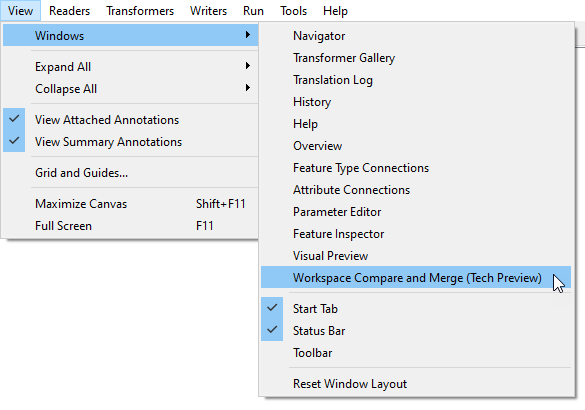 View Readers Transformers Writers Run Tools Help
Windows
Expand All
Collapse All
View Attached Annotations
View Summary Annotations
Grid and Guides...
Maximize Canvas Shift+F11
Full Screen F11
Navigator
Transformer Gallery
Translation Log
History
Help
Overview
Feature Type Connections
Attribute Connections
Parameter Editor
Feature Inspector
Visual Preview
Workspace Compare and Merge (Tech Preview)
Start Tab
Status Bar
Toolbar
Reset Window Layout